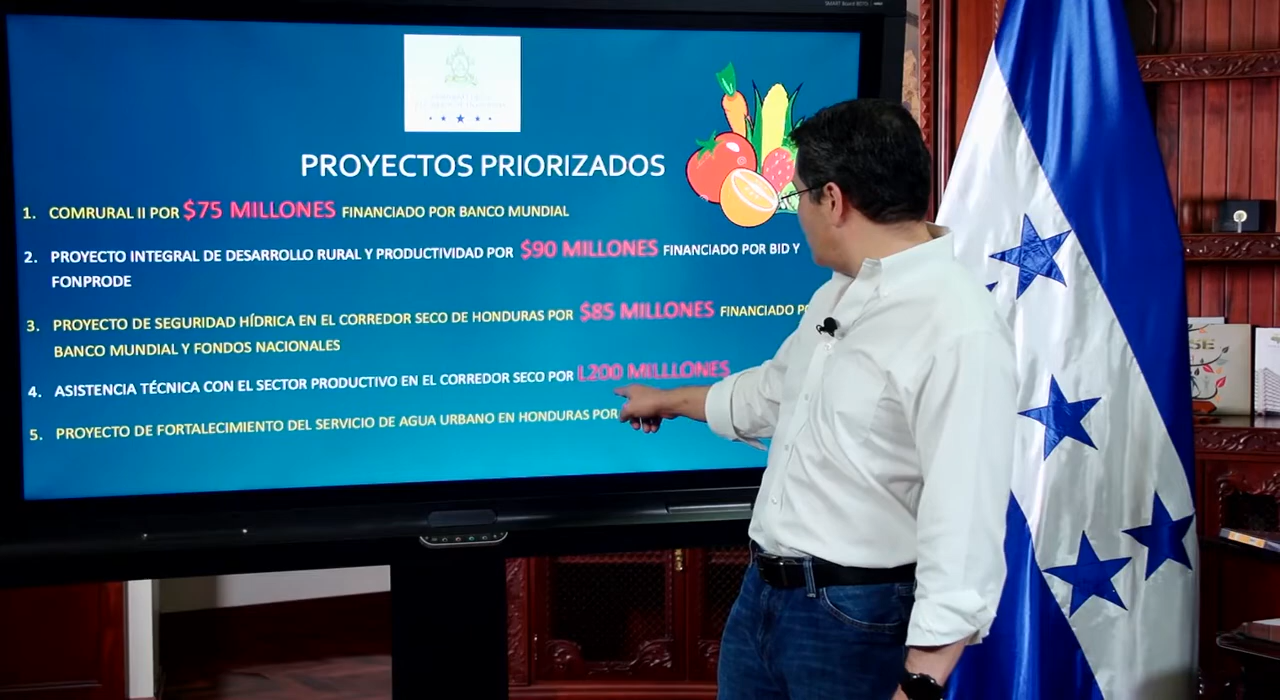 SMART Board
PROYECTOS PRIORIZADOS
1. COMRURAL II POR $75 MILLONES FINANCIADO POR BANCO MUNDIAL
2. PROYECTO INTEGRAL DE DESARROLLO RURAL Y PRODUCTIVIDAD POR $90 MILLONES FINANCIADO POR BID Y
FONPRODE
3. PROYECTO DE SEGURIDAD HÍDRICA EN EL CORREDOR SECO DE HONDURAS POR $85 MILLONES FINANCIADO
BANCO MUNDIAL Y FONDOS NACIONALES
4. ASISTENCIA TÉCNICA CON EL SECTOR PRODUCTIVO EN EL CORREDOR SECO POR L200 MILLLONES
5. PROYECTO DE FORTALECIMIENTO DEL SERVICIO DE AGUA URBANO EN HONDURAS POR